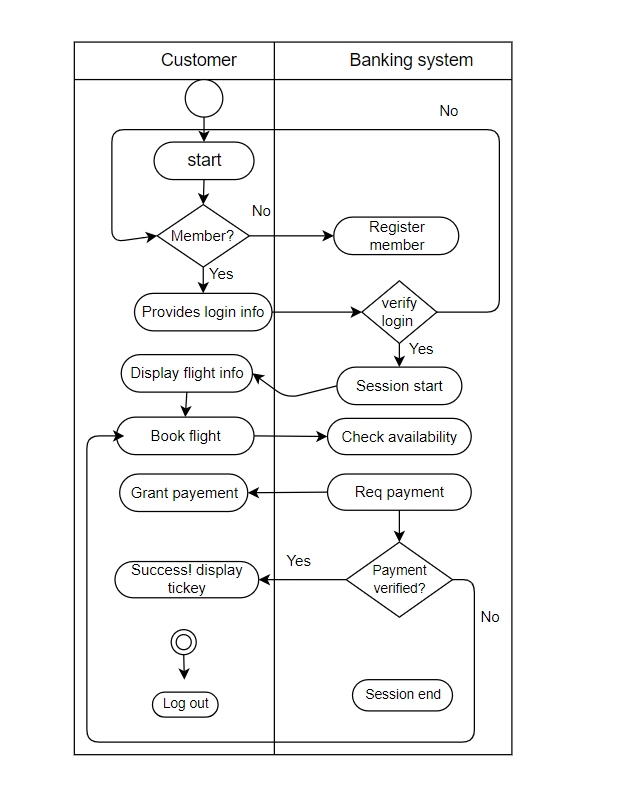 Customer
Banking system
No
start
No
Register
member
Member?
Yes
Provides login info
verify
login
Yes
Display flight info
Session start
Book flight
Check availability
Grant payement
Req payment
Yes
Success! display
tickey
Payment
verified?
No
Session end
Log out